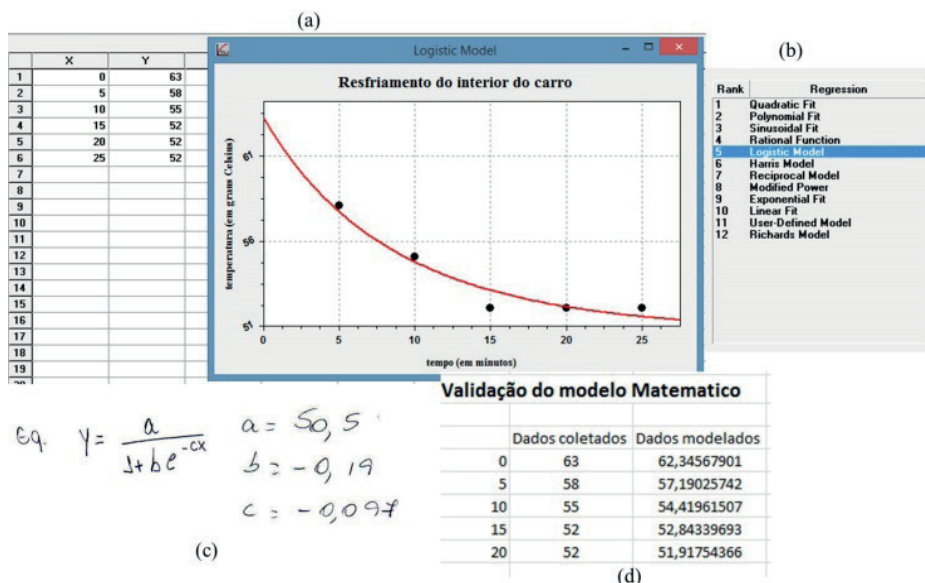 (a)
Logistic Model
(b)
X Y
1 0 63
2 5 58
3 10 55
4 15 52
5 20 52
6 25 52
7
8
9
10
11
12
13
14
15
16
17
18
19
Resfriamento do interior do carro
temperatura (em graus Celsius)
61
56
51
0 5 10 15 20 25
tempo (em minutos)
Rank Regression
1 Quadratic Fit
2 Polynomial Fit
3 Sinusoidal Fit
4 Rational Function
5 Logistic Model
6 Harris Model
7 Reciprocal Model
8 Modified Power
9 Exponential Fit
10 Linear Fit
11 User-Defined Model
12 Richards Model
Eq. y = a / 1+be^-cx
a = 50,5
b = -0,19
c = -0,097
(c)
Validação do modelo Matematico
Dados coletados Dados modelados
0 63 62,34567901
5 58 57,19025742
10 55 54,41961507
15 52 52,84339693
20 52 51,91754366
(d)